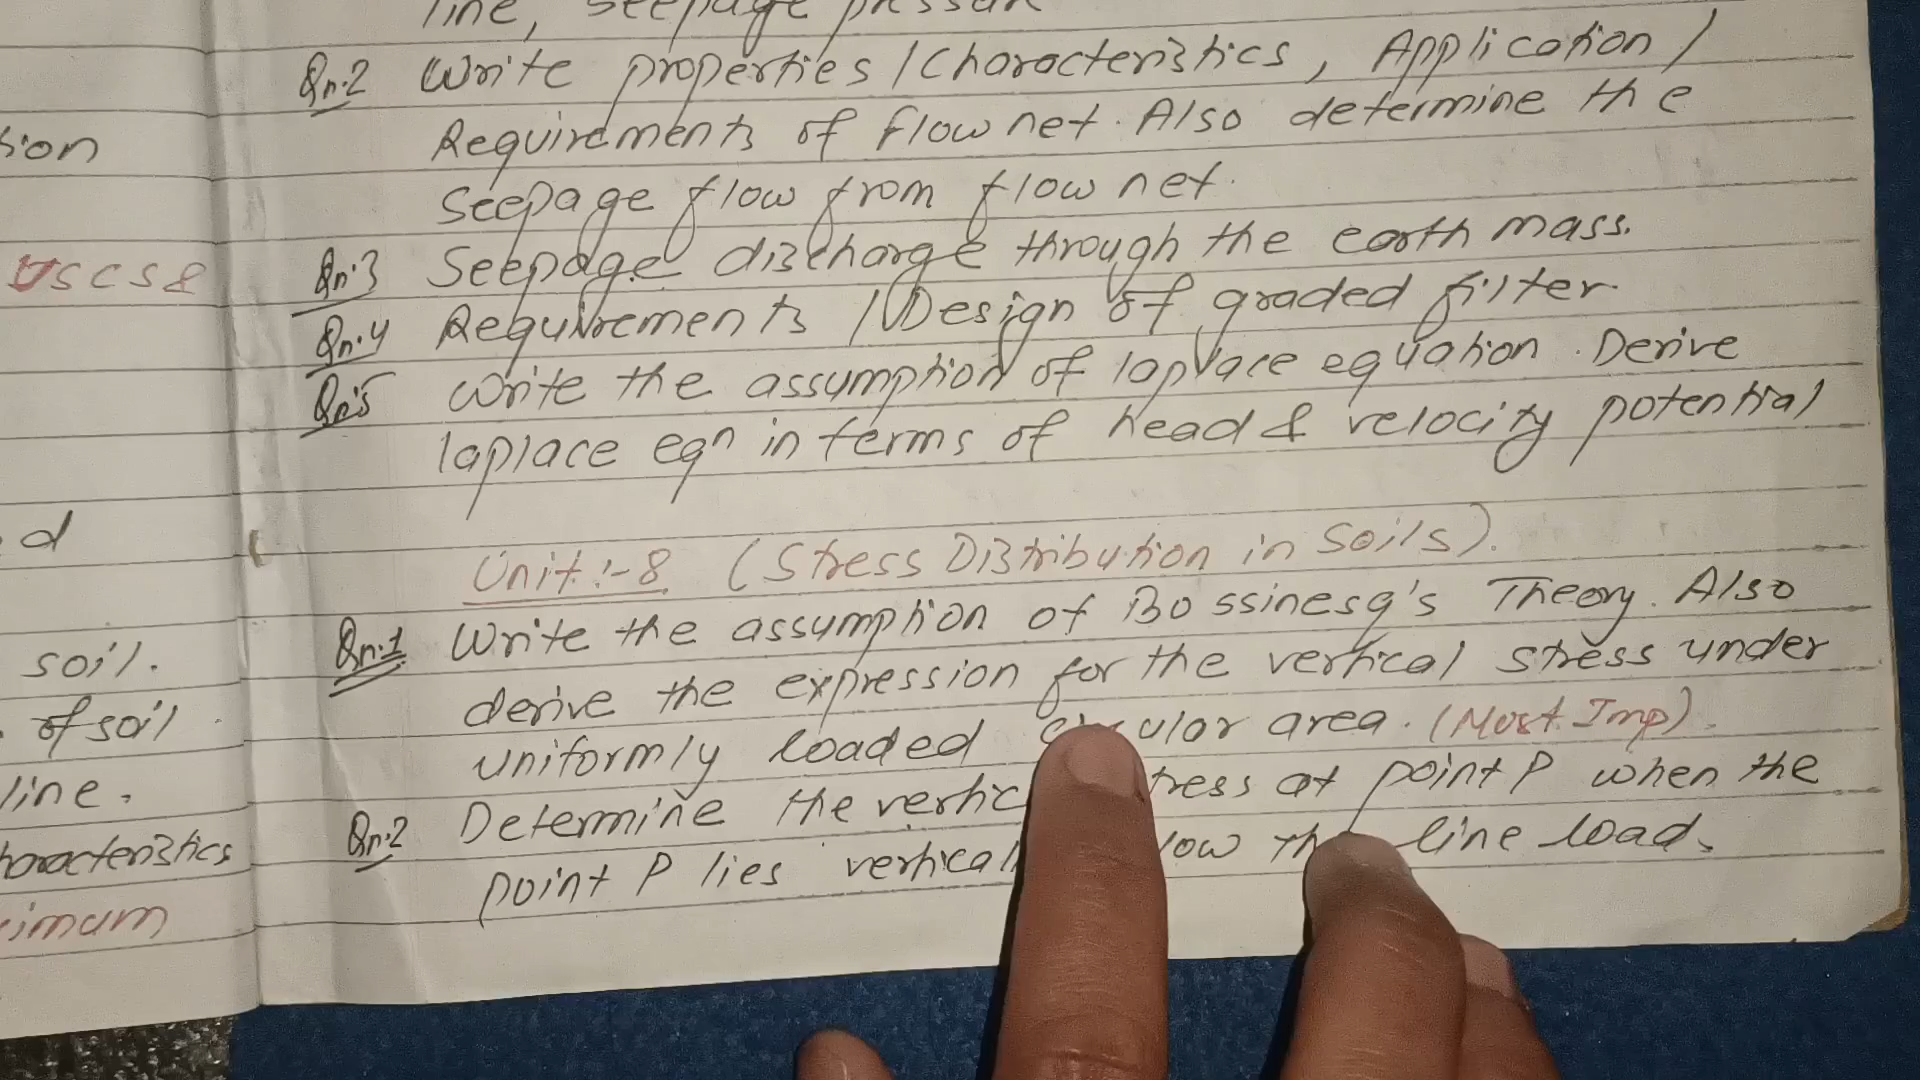 line, seepage
Qn.2 Write properties / Characteristics, Application /
Requirements of flow net. Also determine the
seepage flow from flow net.
Qn.3 Seepage discharge through the earth mass.
Qn.4 Requirements / Design of graded filter
Qn.5 Write the assumption of laplace equation. Derive
laplace eqn in terms of head & velocity potential
Unit:-8 (Stress Distribution in Soils).
Qn.1 Write the assumption of Bossinesq's Theory. Also
derive the expression for the vertical stress under
uniformly loaded area. (Most Imp).
Qn.2 Determine the at point P when the
point P lies line load.
tion
USCS &
d
soil.
of soil
line.